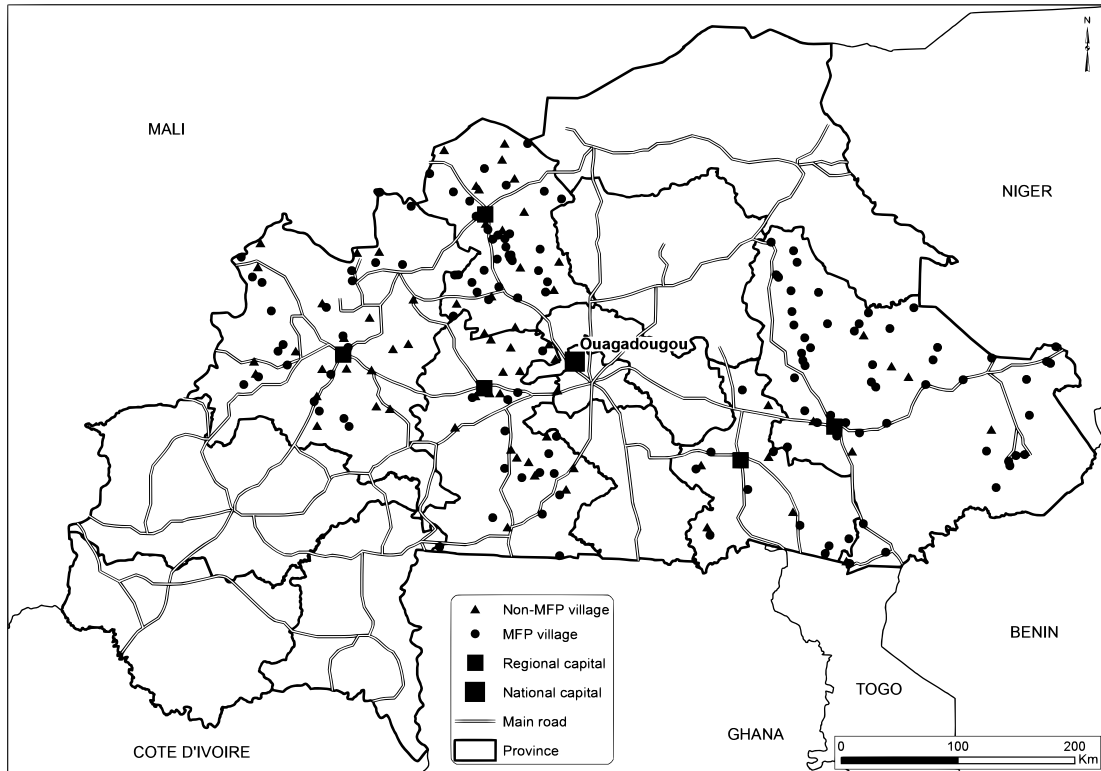 N
S
MALI
NIGER
Ouagadougou
Non-MFP village
MFP village
Regional capital
National capital
Main road
Province
BENIN
TOGO
GHANA
COTE D'IVOIRE
0 100 200
Km